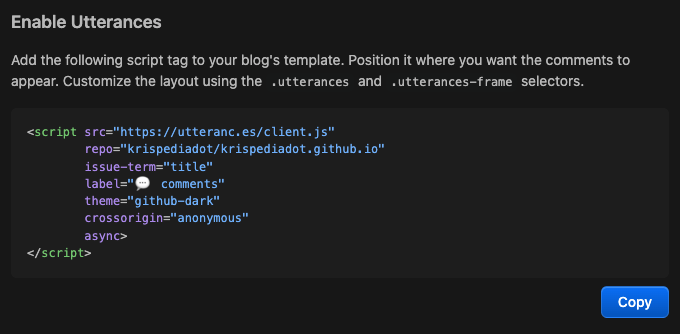 Enable Utterances
Add the following script tag to your blog's template. Position it where you want the comments to
appear. Customize the layout using the .utterances and .utterances-frame selectors.
<script src="https://utteranc.es/client.js"
        repo="krispediadot/krispediadot.github.io"
        issue-term="title"
        label="💬 comments"
        theme="github-dark"
        crossorigin="anonymous"
        async>
</script>
Copy